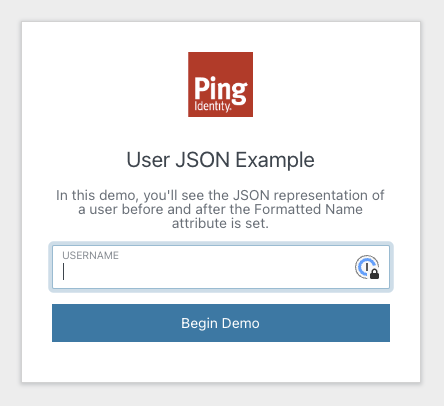 Ping
Identity.
User JSON Example
In this demo, you'll see the JSON representation of
a user before and after the Formatted Name
attribute is set.
USERNAME
Begin Demo